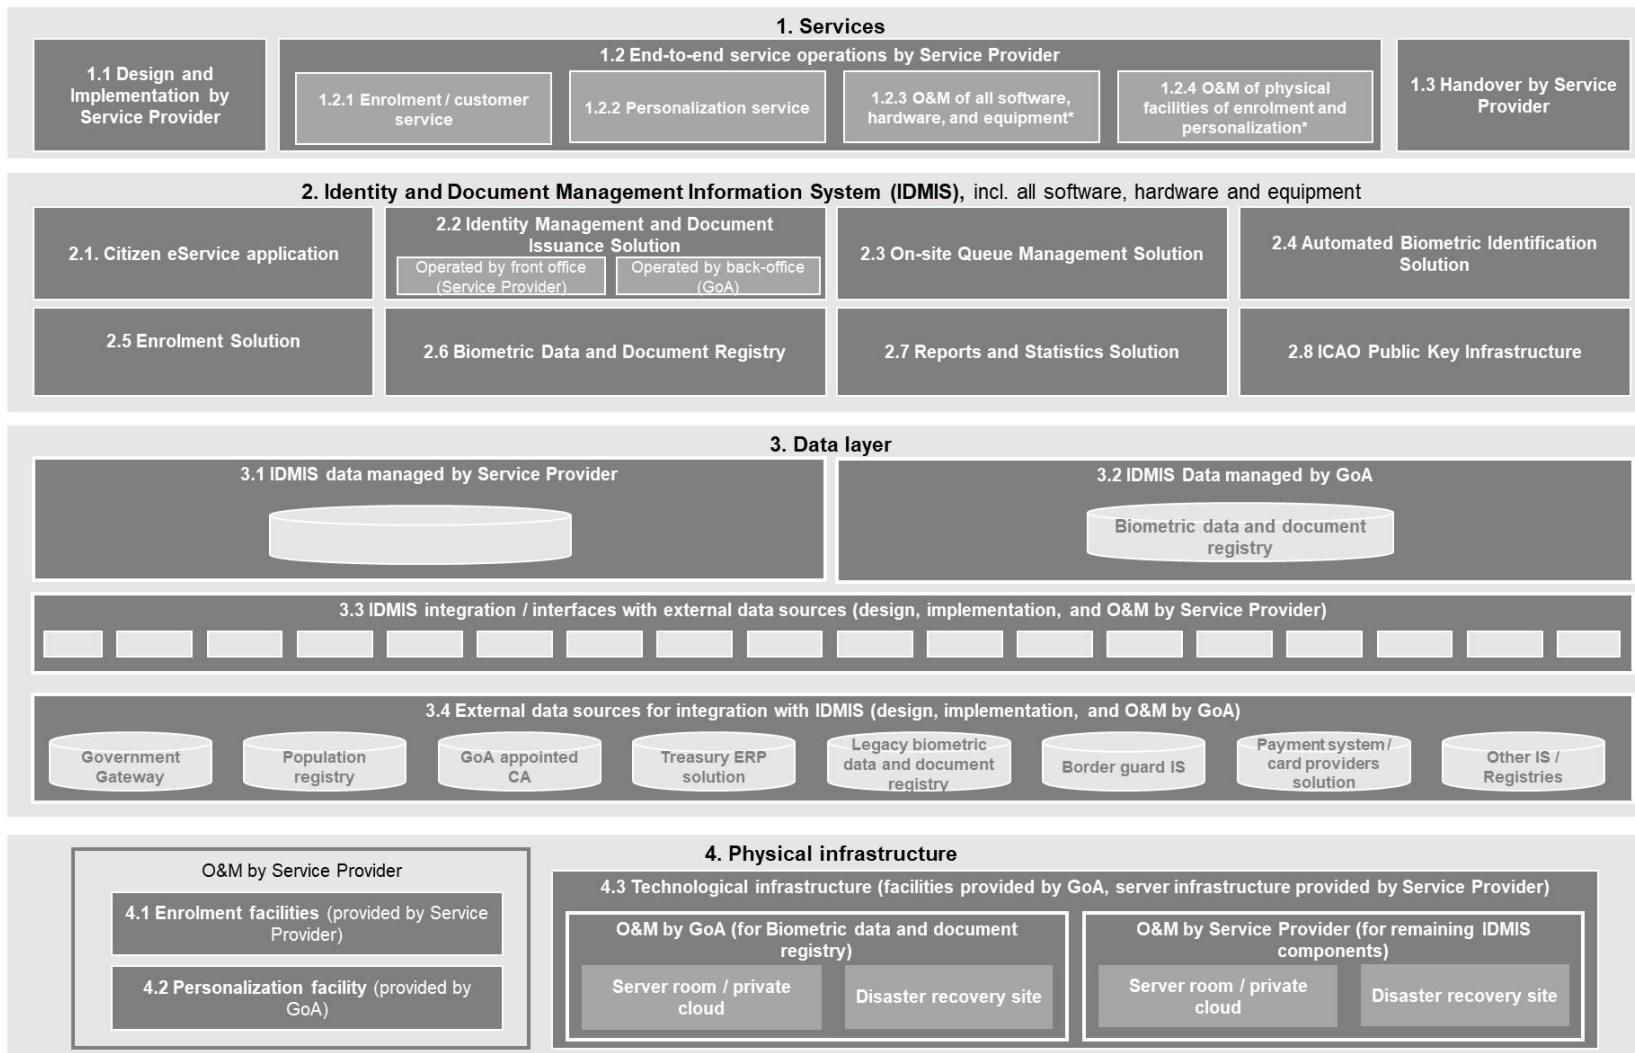 1. Services
1.1 Design and
Implementation by
Service Provider
1.2 End-to-end service operations by Service Provider
1.2.1 Enrolment / customer
service
1.2.2 Personalization service
1.2.3 O&M of all software,
hardware, and equipment*
1.2.4 O&M of physical
facilities of enrolment and
personalization*
1.3 Handover by Service
Provider
2. Identity and Document Management Information System (IDMIS), incl. all software, hardware and equipment
2.1. Citizen eService application
2.2 Identity Management and Document
Issuance Solution
Operated by front office
(Service Provider)
Operated by back-office
(GoA)
2.3 On-site Queue Management Solution
2.4 Automated Biometric Identification
Solution
2.5 Enrolment Solution
2.6 Biometric Data and Document Registry
2.7 Reports and Statistics Solution
2.8 ICAO Public Key Infrastructure
3. Data layer
3.1 IDMIS data managed by Service Provider
3.2 IDMIS Data managed by GoA
Biometric data and document
registry
3.3 IDMIS integration / interfaces with external data sources (design, implementation, and O&M by Service Provider)
3.4 External data sources for integration with IDMIS (design, implementation, and O&M by GoA)
Government
Gateway
Population
registry
GoA appointed
CA
Treasury ERP
solution
Legacy biometric
data and document
registry
Border guard IS
Payment system /
card providers
solution
Other IS /
Registries
4. Physical infrastructure
O&M by Service Provider
4.1 Enrolment facilities (provided by Service
Provider)
4.2 Personalization facility (provided by
GoA)
4.3 Technological infrastructure (facilities provided by GoA, server infrastructure provided by Service Provider)
O&M by GoA (for Biometric data and document
registry)
Server room / private
cloud
Disaster recovery site
O&M by Service Provider (for remaining IDMIS
components)
Server room / private
cloud
Disaster recovery site